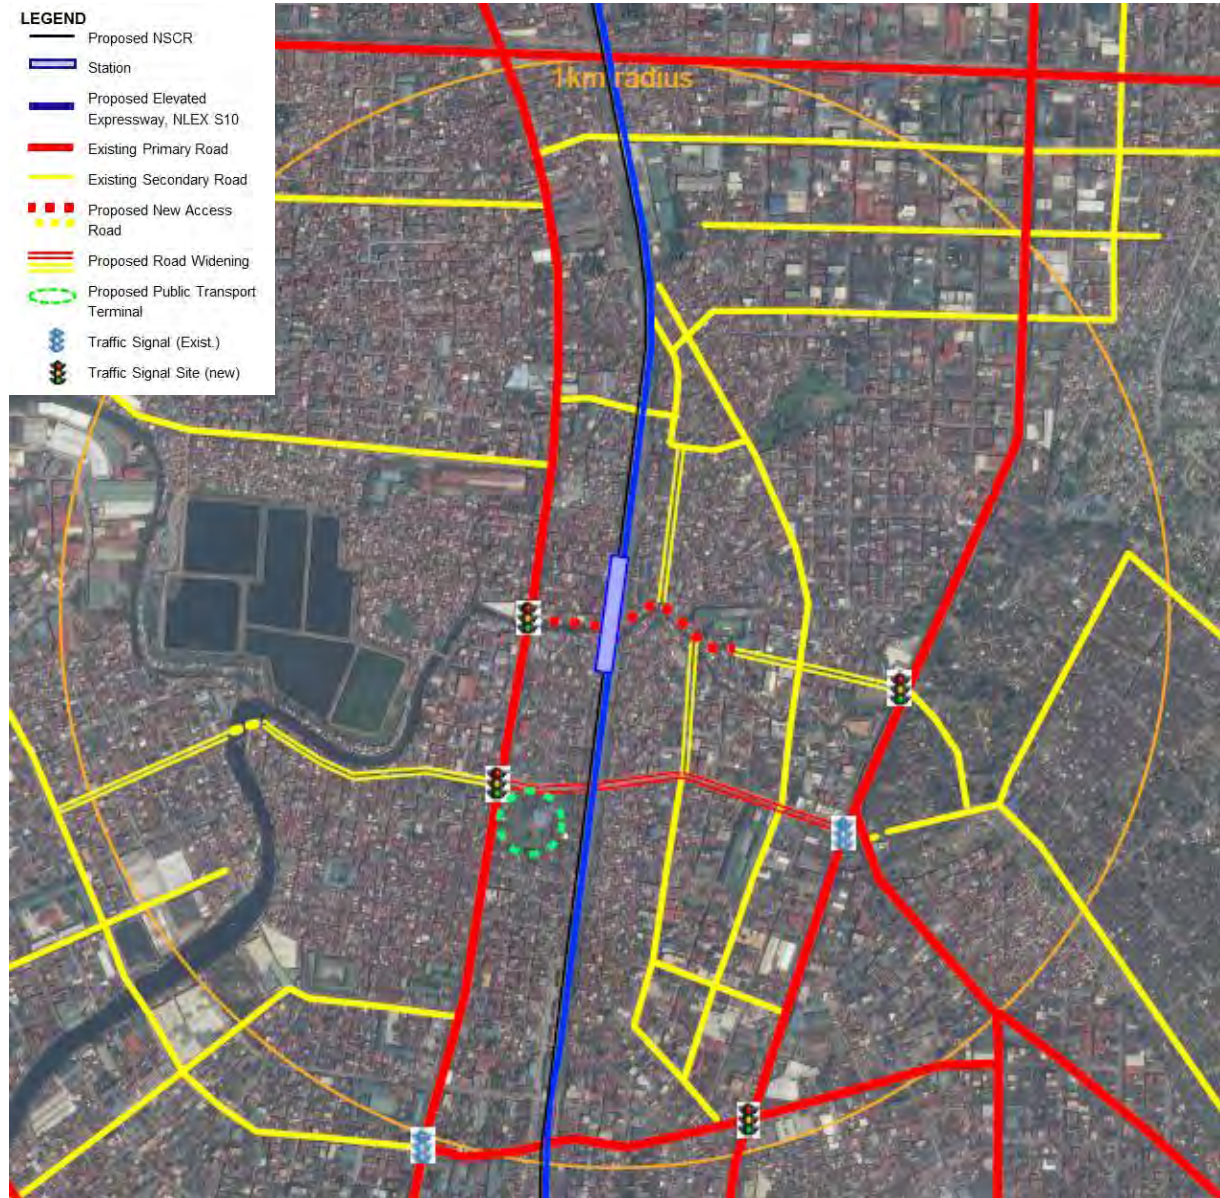 LEGEND
Proposed NSCR
Station
Proposed Elevated
Expressway, NLEX S10
Existing Primary Road
Existing Secondary Road
Proposed New Access
Road
Proposed Road Widening
Proposed Public Transport
Terminal
Traffic Signal (Exist.)
Traffic Signal Site (new)
1km radius